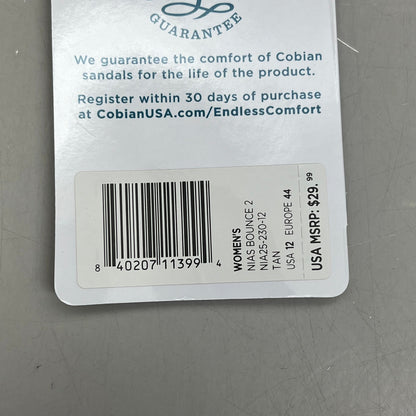 GUARANTEE
We guarantee the comfort of Cobian
sandals for the life of the product.
Register within 30 days of purchase
at CobianUSA.com/EndlessComfort
8 40207 11399 4
WOMEN'S
NIAS BOUNCE 2
NIA25-230-12
TAN
USA 12 EUROPE 44
USA MSRP: $29.99